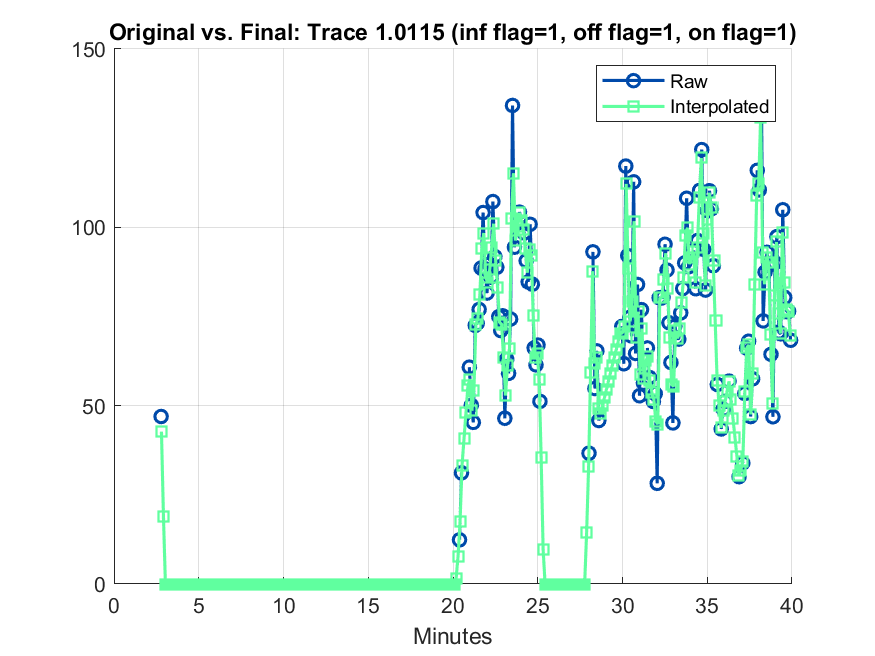 Original vs. Final: Trace 1.0115 (inf flag=1, off flag=1, on flag=1)
150
Raw
Interpolated
100
50
0
0 5 10 15 20 25 30 35 40
Minutes